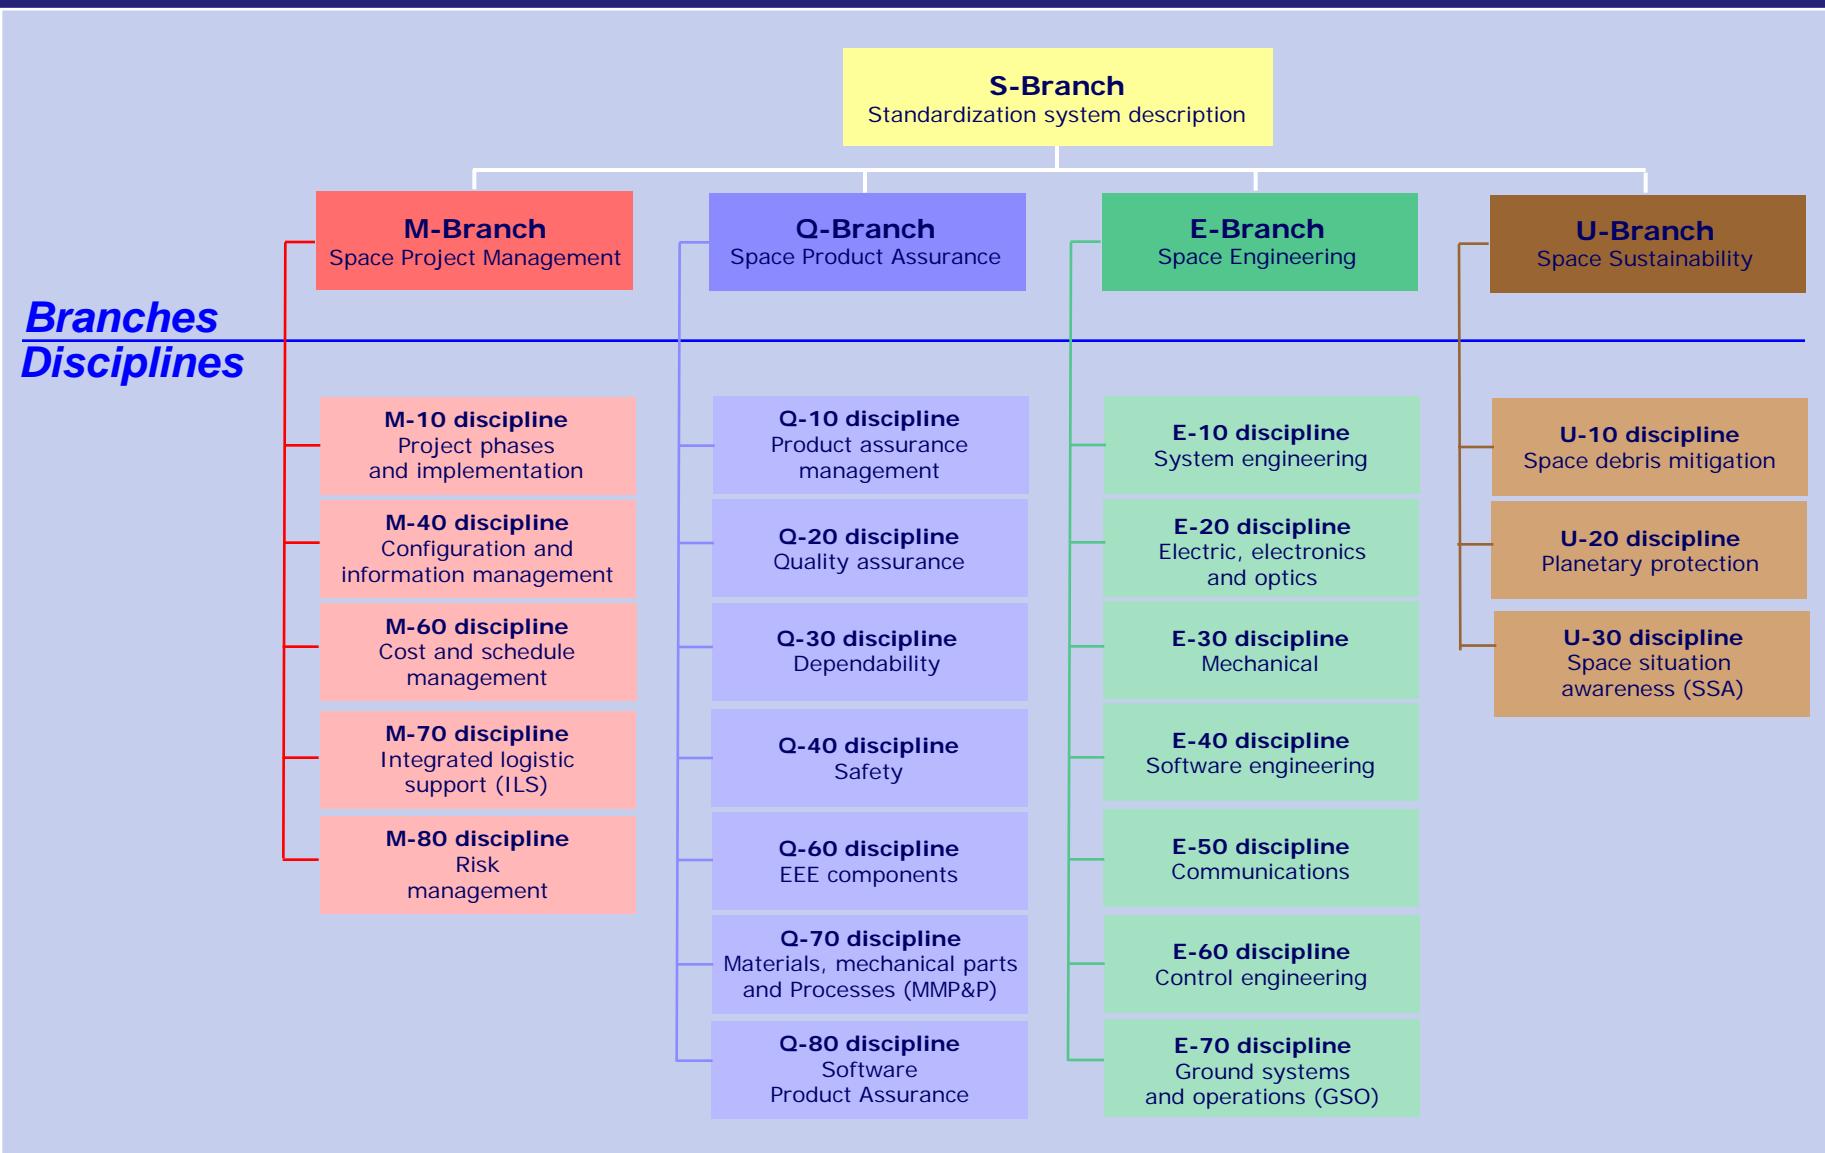 S-Branch
Standardization system description
M-Branch
Space Project Management
Q-Branch
Space Product Assurance
E-Branch
Space Engineering
U-Branch
Space Sustainability
Branches
Disciplines
M-10 discipline
Project phases
and implementation
M-40 discipline
Configuration and
information management
M-60 discipline
Cost and schedule
management
M-70 discipline
Integrated logistic
support (ILS)
M-80 discipline
Risk
management
Q-10 discipline
Product assurance
management
Q-20 discipline
Quality assurance
Q-30 discipline
Dependability
Q-40 discipline
Safety
Q-60 discipline
EEE components
Q-70 discipline
Materials, mechanical parts
and Processes (MMP&P)
Q-80 discipline
Software
Product Assurance
E-10 discipline
System engineering
E-20 discipline
Electric, electronics
and optics
E-30 discipline
Mechanical
E-40 discipline
Software engineering
E-50 discipline
Communications
E-60 discipline
Control engineering
E-70 discipline
Ground systems
and operations (GSO)
U-10 discipline
Space debris mitigation
U-20 discipline
Planetary protection
U-30 discipline
Space situation
awareness (SSA)